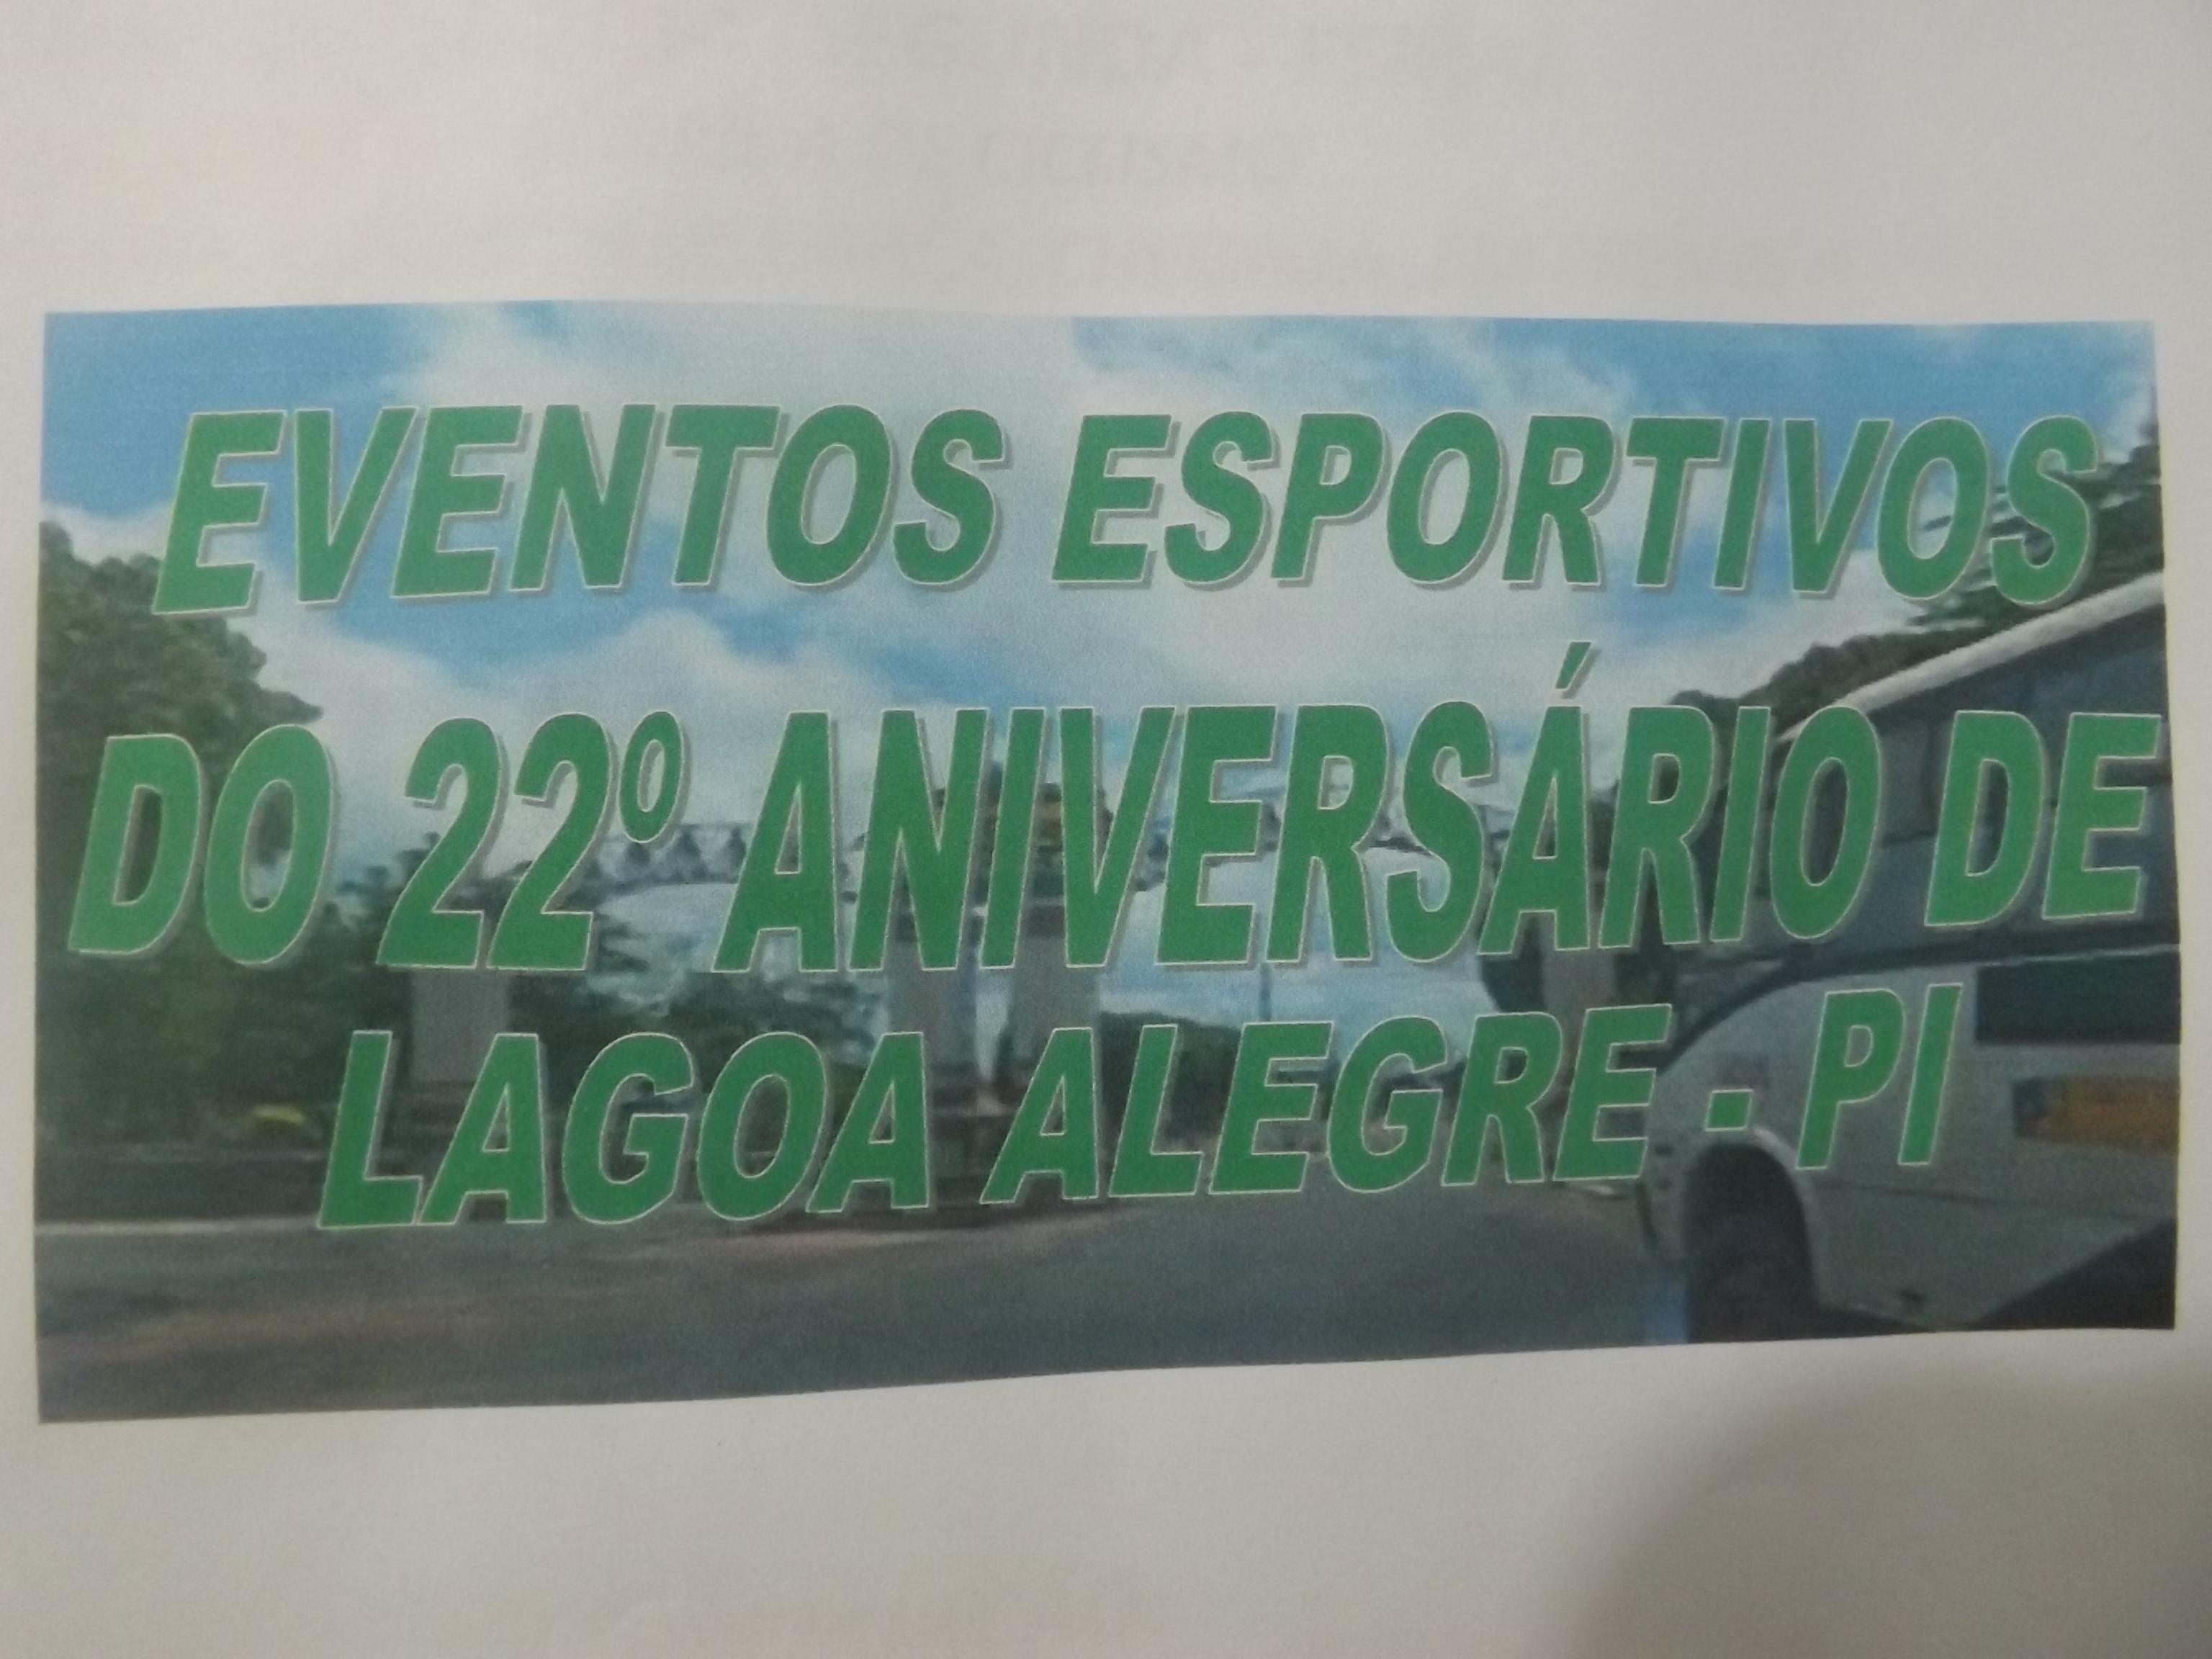 EVENTOS ESPORTIVOS
DO 22º ANIVERSÁRIO DE
LAGOA ALEGRE - PI